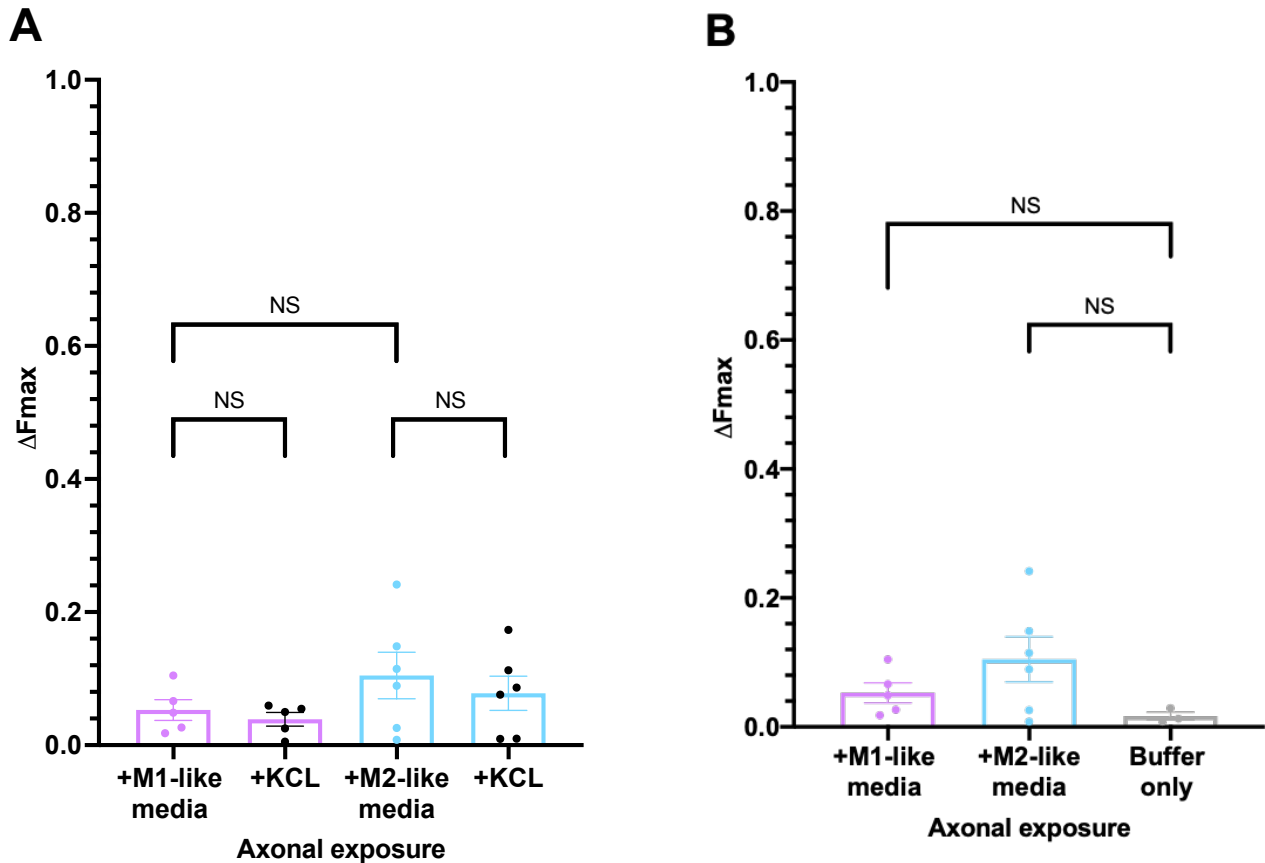 A
ΔFmax
1.0
0.8
0.6
0.4
0.2
0.0
NS
NS
NS
+M1-like media
+KCL
+M2-like media
+KCL
Axonal exposure
B
ΔFmax
1.0
0.8
0.6
0.4
0.2
0.0
NS
NS
+M1-like media
+M2-like media
Buffer only
Axonal exposure